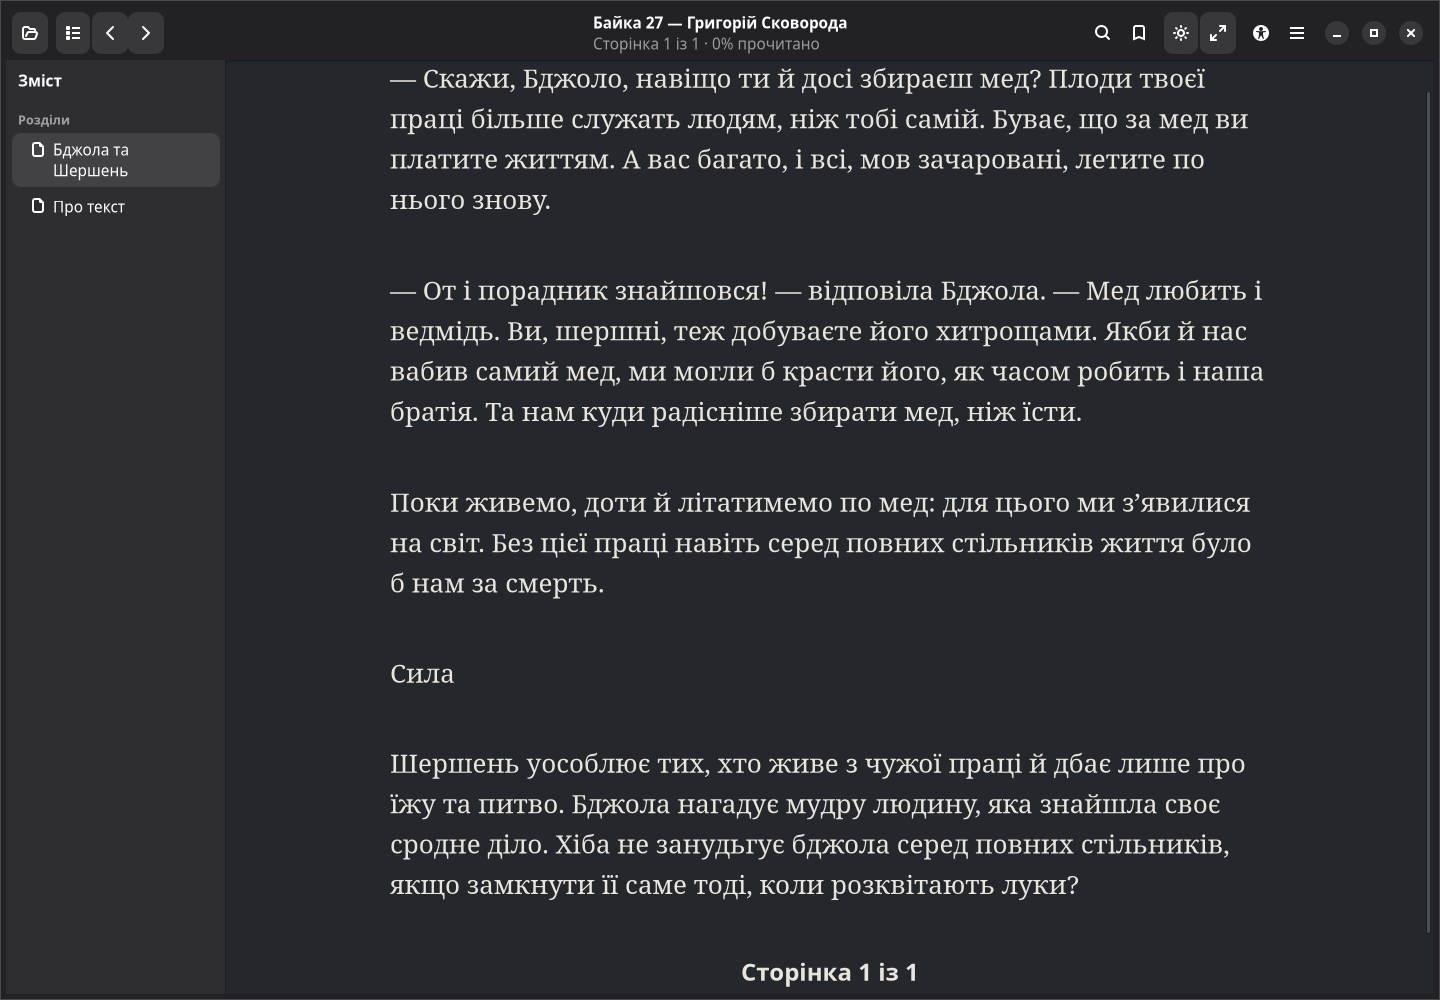 Байка 27 — Григорій Сковорода
Сторінка 1 із 1 · 0% прочитано
Зміст
Розділи
Бджола та
Шершень
Про текст
— Скажи, Бджоло, навіщо ти й досі збираєш мед? Плоди твоєї
праці більше служать людям, ніж тобі самій. Буває, що за мед ви
платите життям. А вас багато, і всі, мов зачаровані, летите по
нього знову.
— От і порадник знайшовся! — відповіла Бджола. — Мед любить і
ведмідь. Ви, шершні, теж добуваєте його хитрощами. Якби й нас
вабив самий мед, ми могли б красти його, як часом робить і наша
братія. Та нам куди радісніше збирати мед, ніж їсти.
Поки живемо, доти й літатимемо по мед: для цього ми з’явилися
на світ. Без цієї праці навіть серед повних стільників життя було
б нам за смерть.
Сила
Шершень уособлює тих, хто живе з чужої праці й дбає лише про
їжу та питво. Бджола нагадує мудру людину, яка знайшла своє
сродне діло. Хіба не занудьгує бджола серед повних стільників,
якщо замкнути її саме тоді, коли розквітають луки?
Сторінка 1 із 1